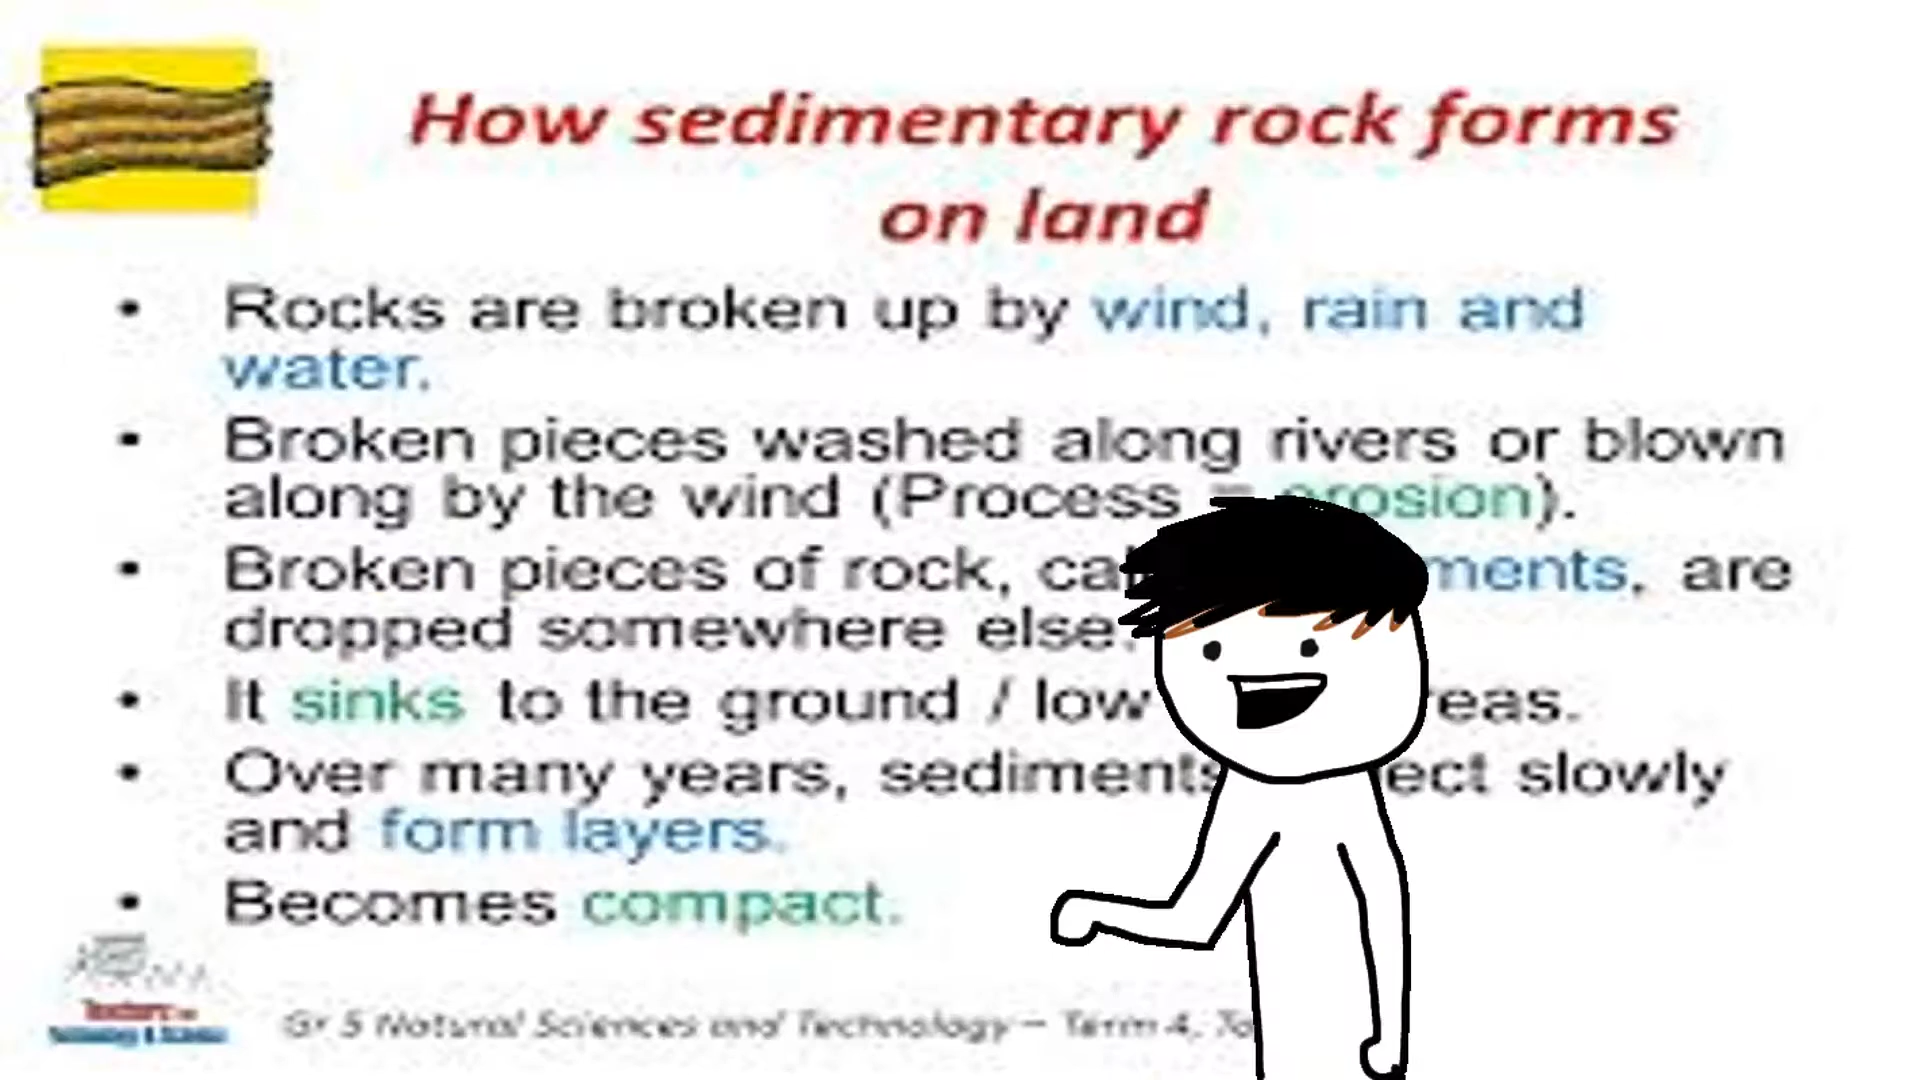 How sedimentary rock forms
on land
• Rocks are broken up by wind, rain and
water.
• Broken pieces washed along rivers or blown
along by the wind (Process = erosion).
• Broken pieces of rock, ments, are
dropped somewhere else.
• It sinks to the ground / low eas.
• Over many years, sediments ect slowly
and form layers.
• Becomes compact.
Gr 5 Natural Sciences and Technology – Term 4,